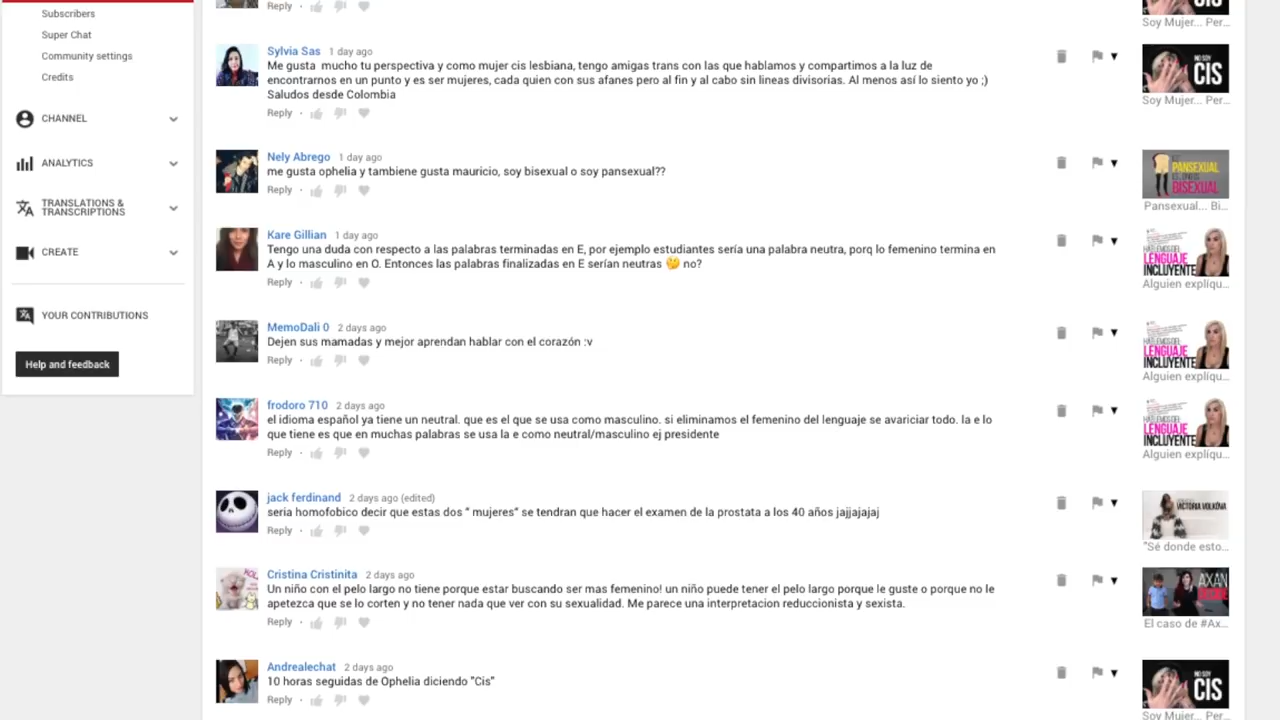 Subscribers
Super Chat
Community settings
Credits
CHANNEL
ANALYTICS
TRANSLATIONS &
TRANSCRIPTIONS
CREATE
YOUR CONTRIBUTIONS
Help and feedback
Reply
Soy Mujer... Per...
Sylvia Sas 1 day ago
Me gusta mucho tu perspectiva y como mujer cis lesbiana, tengo amigas trans con las que hablamos y compartimos a la luz de
encontrarnos en un punto y es ser mujeres, cada quien con sus afanes pero al fin y al cabo sin lineas divisorias. Al menos así lo siento yo ;)
Saludos desde Colombia
Reply
NO SOY
CIS
Soy Mujer... Per...
Nely Abrego 1 day ago
me gusta ophelia y tambiene gusta mauricio, soy bisexual o soy pansexual??
Reply
PANSEXUAL
BISEXUAL
Pansexual... Bi...
Kare Gillian 1 day ago
Tengo una duda con respecto a las palabras terminadas en E, por ejemplo estudiantes sería una palabra neutra, porq lo femenino termina en
A y lo masculino en O. Entonces las palabras finalizadas en E serían neutras 🤔 no?
Reply
HABLEMOS DEL
LENGUAJE
INCLUYENTE
Alguien explíqu...
MemoDali 0 2 days ago
Dejen sus mamadas y mejor aprendan hablar con el corazón :v
Reply
HABLEMOS DEL
LENGUAJE
INCLUYENTE
Alguien explíqu...
frodoro 710 2 days ago
el idioma español ya tiene un neutral. que es el que se usa como masculino. si eliminamos el femenino del lenguaje se avariciar todo. la e lo
que tiene es que en muchas palabras se usa la e como neutral/masculino ej presidente
Reply
HABLEMOS DEL
LENGUAJE
INCLUYENTE
Alguien explíqu...
jack ferdinand 2 days ago (edited)
seria homofobico decir que estas dos " mujeres" se tendran que hacer el examen de la prostata a los 40 años jajjajajaj
Reply
VICTORIA VOLKOVA
"Sé donde esto...
Cristina Cristinita 2 days ago
Un niño con el pelo largo no tiene porque estar buscando ser mas femenino! un niño puede tener el pelo largo porque le guste o porque no le
apetezca que se lo corten y no tener nada que ver con su sexualidad. Me parece una interpretacion reduccionista y sexista.
Reply
AXAN
DECIDE
El caso de #Ax...
Andrealechat 2 days ago
10 horas seguidas de Ophelia diciendo "Cis"
Reply
NO SOY
CIS
Soy Mujer... Per...